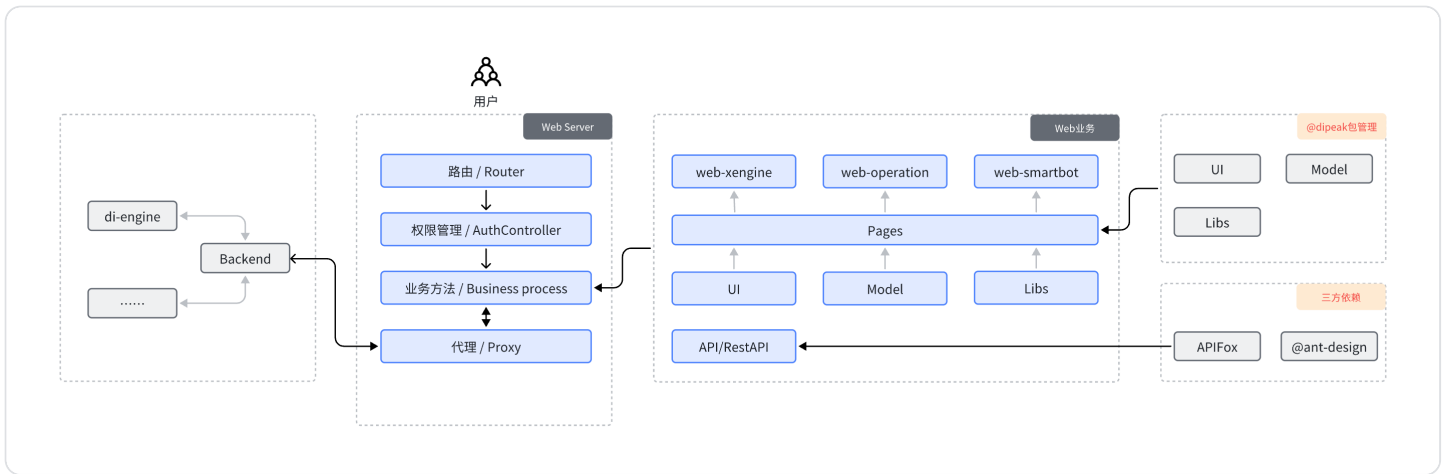 用户
di-engine
Backend
……
Web Server
路由 / Router
权限管理 / AuthController
业务方法 / Business process
代理 / Proxy
Web业务
web-xengine
web-operation
web-smartbot
Pages
UI
Model
Libs
API/RestAPI
@dipeak包管理
UI
Model
Libs
三方依赖
APIFox
@ant-design